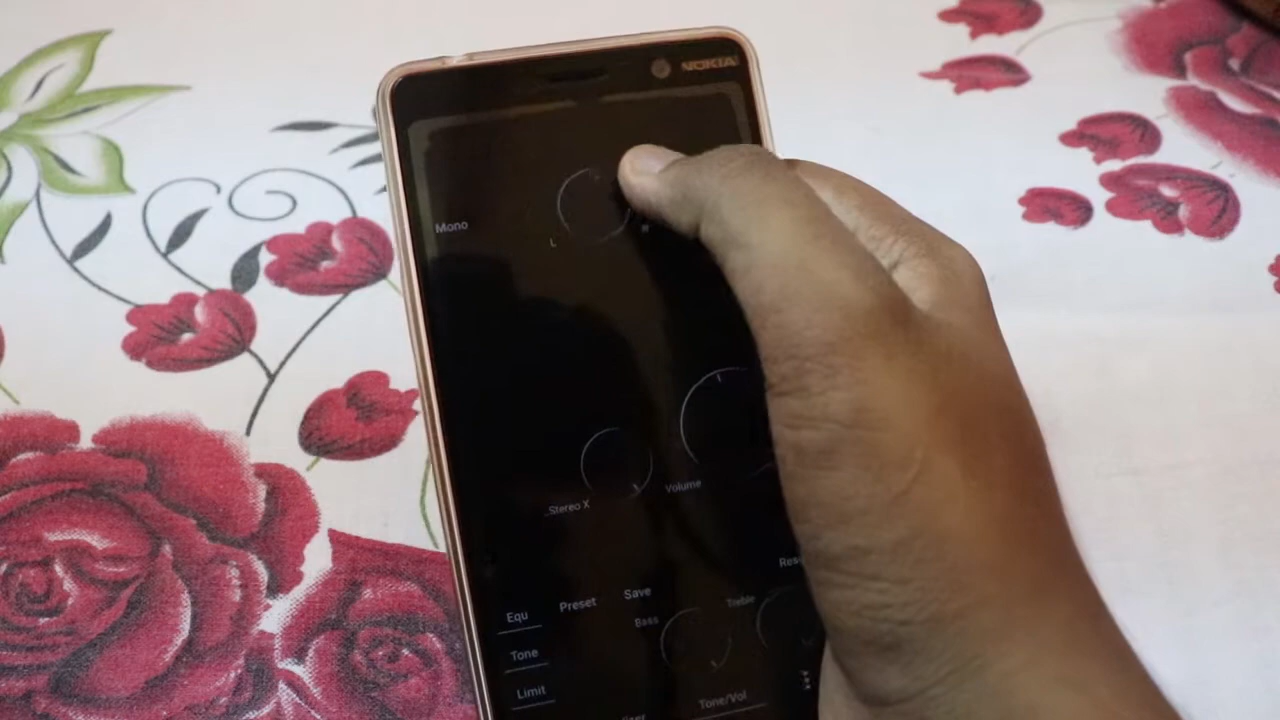 NOKIA
Mono
L
R
Stereo X
Volume
Equ
Preset
Save
Bass
Treble
Tone
Limit
Tone/Vol